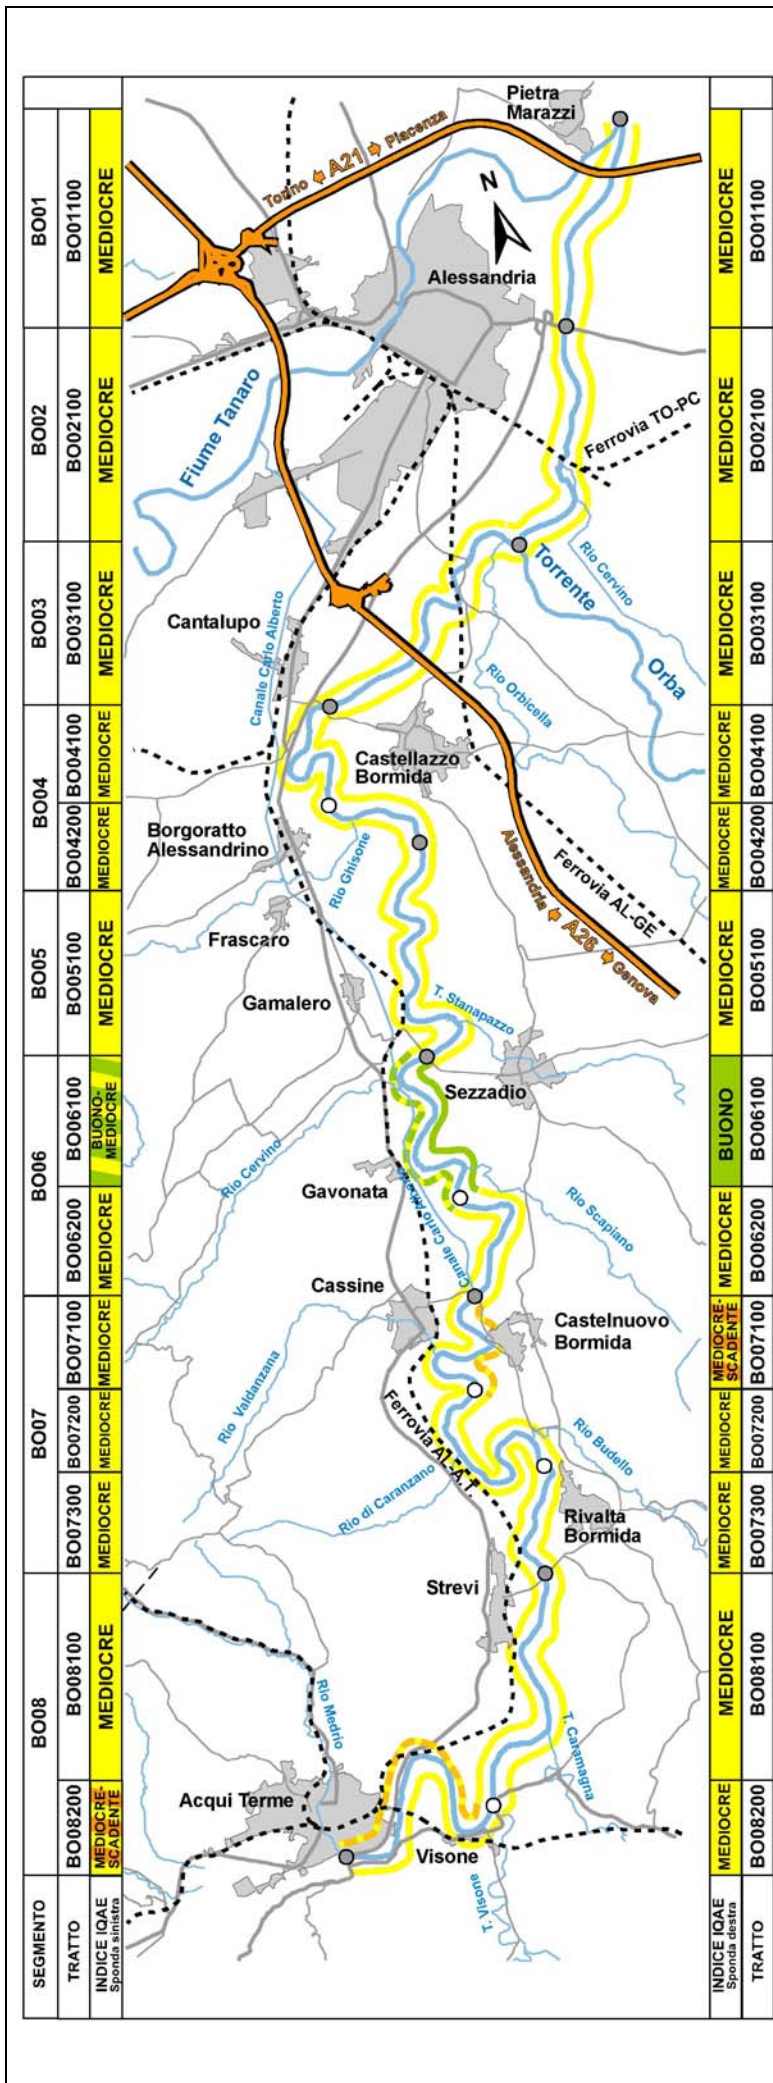 BO01
BO02
BO03
BO04
BO05
BO06
BO07
BO08
SEGMENTO
BO01100
BO02100
BO03100
BO04100
BO04200
BO05100
BO06100
BO06200
BO07100
BO07200
BO07300
BO08100
BO08200
TRATTO
MEDIOCRE
MEDIOCRE
MEDIOCRE
MEDIOCRE
MEDIOCRE
MEDIOCRE
BUONO-
MEDIOCRE
MEDIOCRE
MEDIOCRE
MEDIOCRE
MEDIOCRE
MEDIOCRE
MEDIOCRE-
SCADENTE
INDICE IQAE
Sponda sinistra
Pietra
Marazzi
Torino A21 Piacenza
N
Alessandria
Fiume Tanaro
Ferrovia TO-PC
Rio Cervino
Torrente
Orba
Cantalupo
Canale Carlo Alberto
Rio Orbicella
Castellazzo
Bormida
Borgoratto
Alessandrino
Rio Ghisone
Ferrovia AL-GE
Alessandria A26 Genova
Frascaro
Gamalero
T. Stanapazzo
Sezzadio
Rio Cervino
Gavonata
Canale Carlo Alberto
Rio Scapiano
Cassine
Castelnuovo
Bormida
Rio Valdanzana
Ferrovia AL-A.T.
Rio Budello
Rio di Caranzano
Rivalta
Bormida
Strevi
Rio Medrio
T. Caramagna
Acqui Terme
Visone
T. Visone
MEDIOCRE
MEDIOCRE
MEDIOCRE
MEDIOCRE
MEDIOCRE
MEDIOCRE
BUONO
MEDIOCRE
MEDIOCRE-
SCADENTE
MEDIOCRE
MEDIOCRE
MEDIOCRE
MEDIOCRE
INDICE IQAE
Sponda destra
BO01100
BO02100
BO03100
BO04100
BO04200
BO05100
BO06100
BO06200
BO07100
BO07200
BO07300
BO08100
BO08200
TRATTO